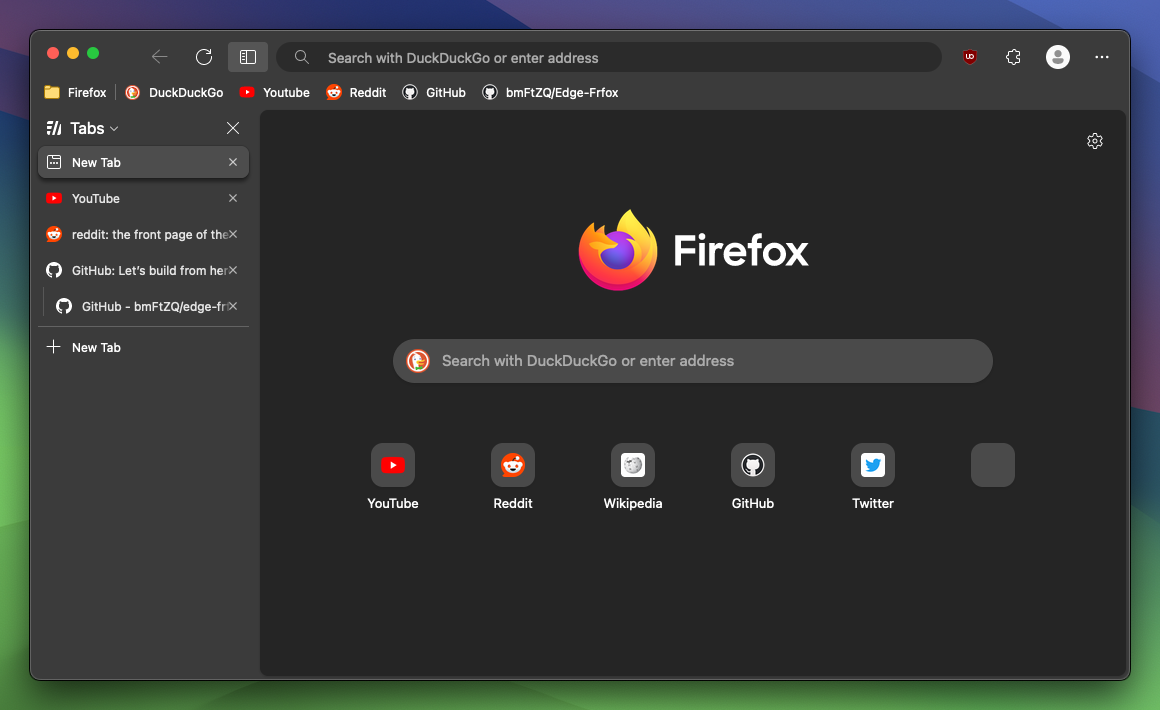 Search with DuckDuckGo or enter address
Firefox DuckDuckGo Youtube Reddit GitHub bmFtZQ/Edge-Frfox
Tabs
New Tab
YouTube
reddit: the front page of the
GitHub: Let's build from her
GitHub - bmFtZQ/edge-fr
New Tab
Firefox
Search with DuckDuckGo or enter address
YouTube Reddit Wikipedia GitHub Twitter